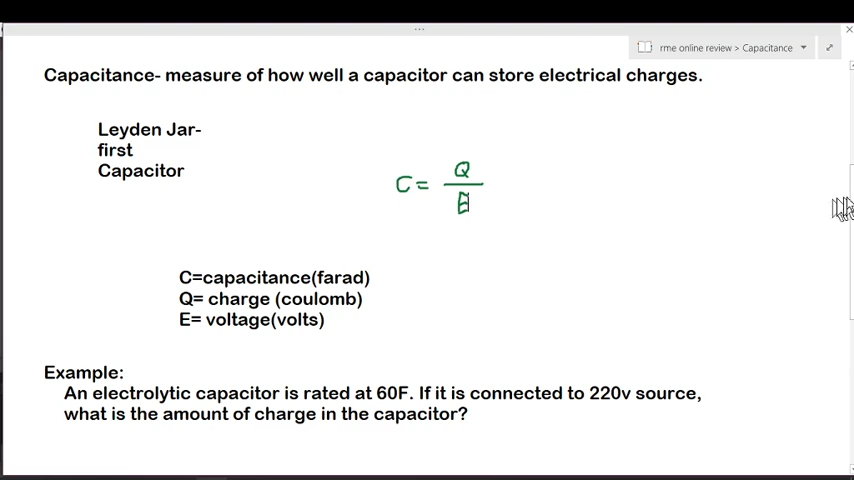 rme online review > Capacitance
Capacitance- measure of how well a capacitor can store electrical charges.
Leyden Jar-
first
Capacitor
C = Q
E
C=capacitance(farad)
Q= charge (coulomb)
E= voltage(volts)
Example:
An electrolytic capacitor is rated at 60F. If it is connected to 220v source,
what is the amount of charge in the capacitor?